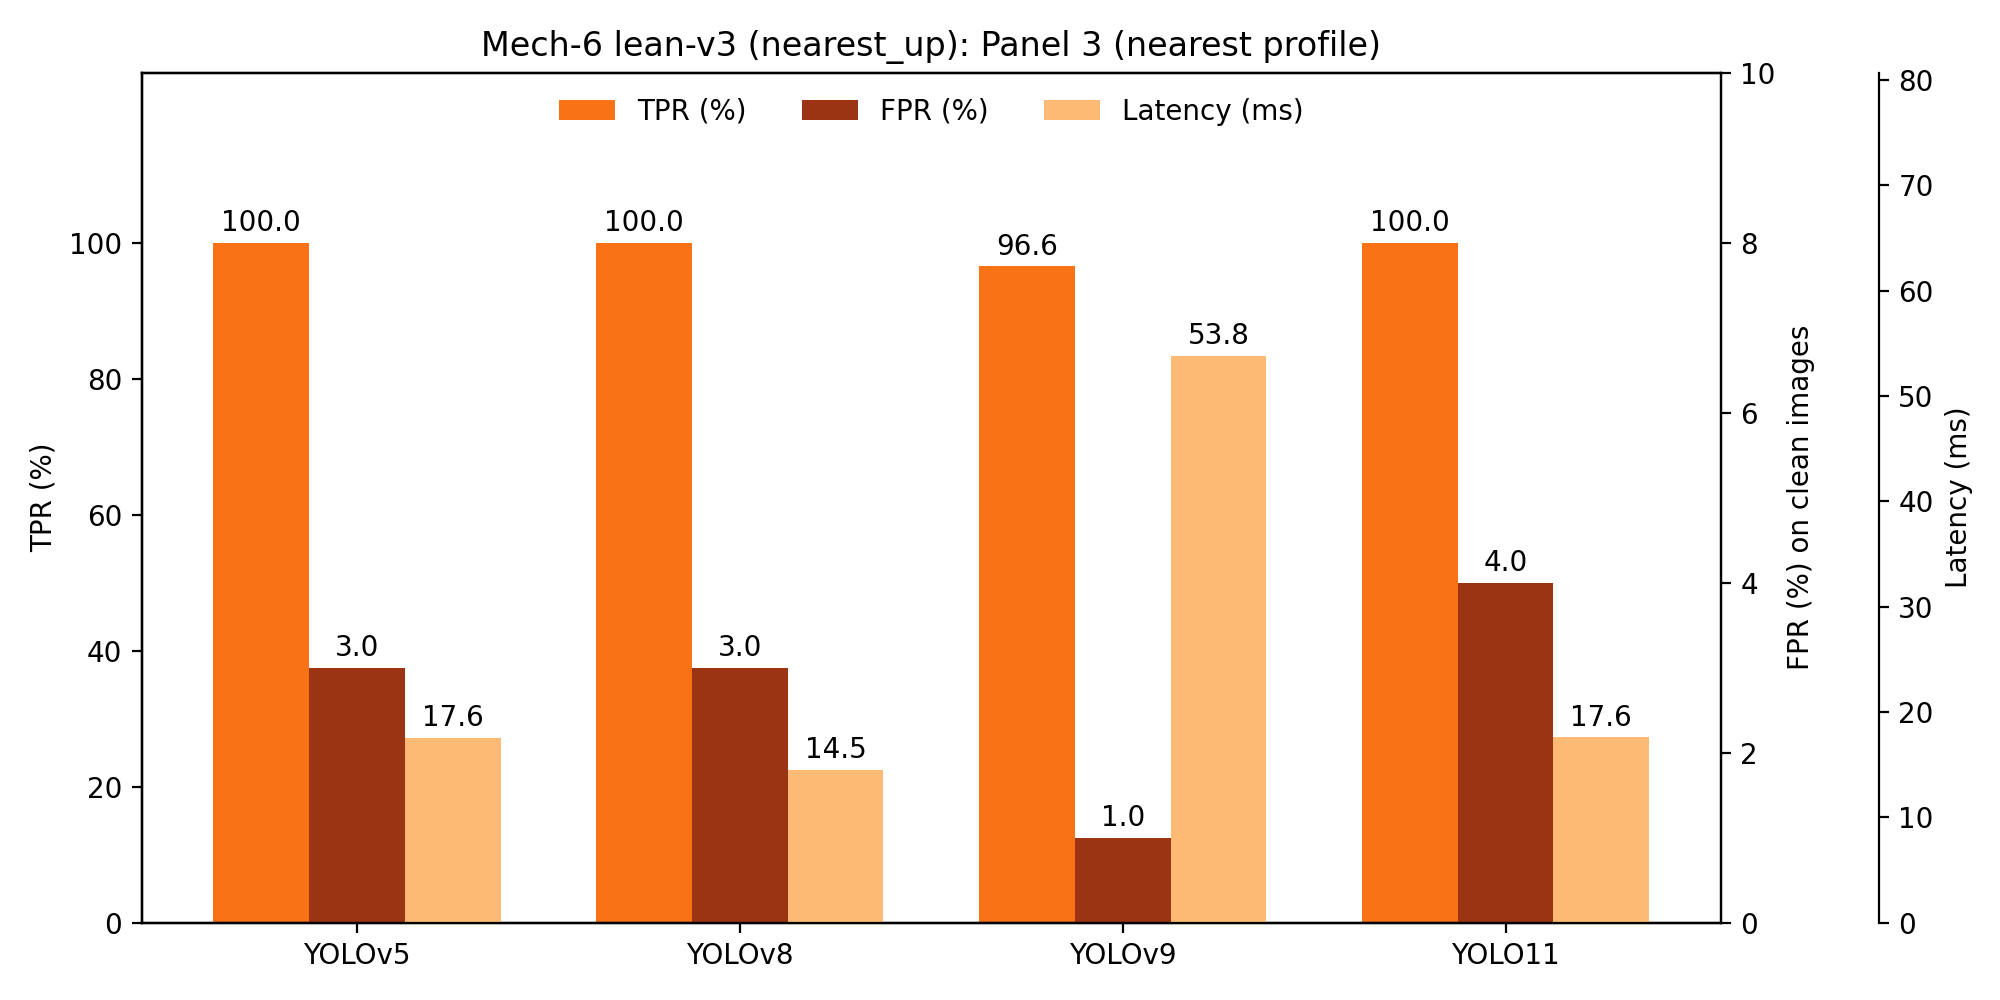 Mech-6 lean-v3 (nearest_up): Panel 3 (nearest profile)
TPR (%) FPR (%) Latency (ms)
TPR (%)
100
80
60
40
20
0
100.0 3.0 17.6
100.0 3.0 14.5
96.6 1.0 53.8
100.0 4.0 17.6
YOLOv5 YOLOv8 YOLOv9 YOLO11
10
8
6
4
2
0
FPR (%) on clean images
80
70
60
50
40
30
20
10
0
Latency (ms)